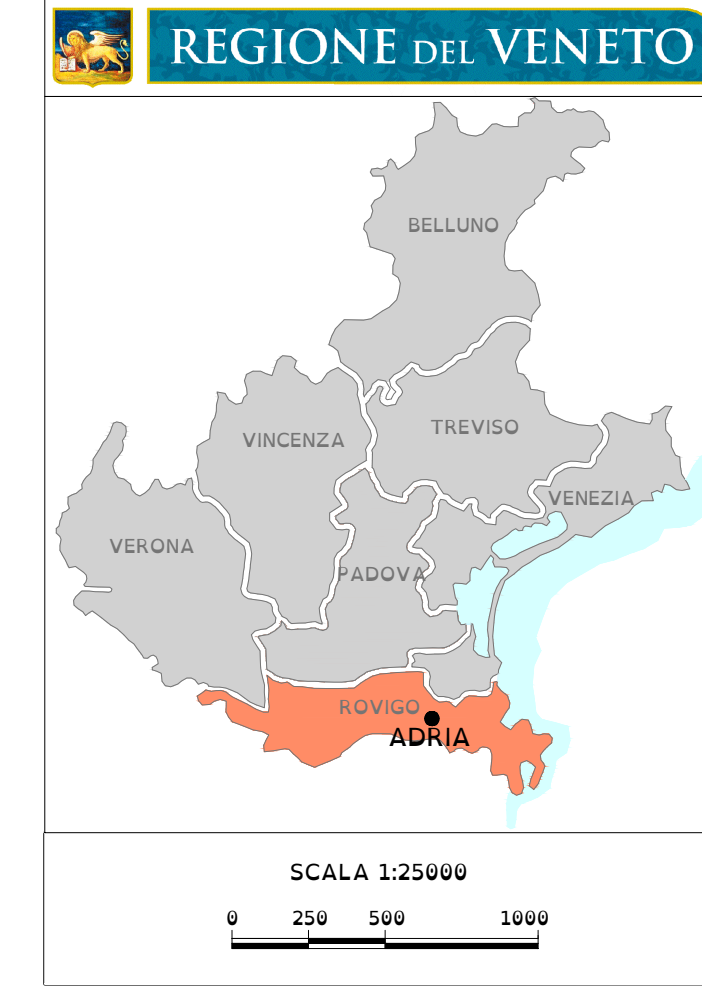 REGIONE DEL VENETO
BELLUNO
TREVISO
VINCENZA
VENEZIA
VERONA
PADOVA
ROVIGO
ADRIA
SCALA 1:25000
0 250 500 1000